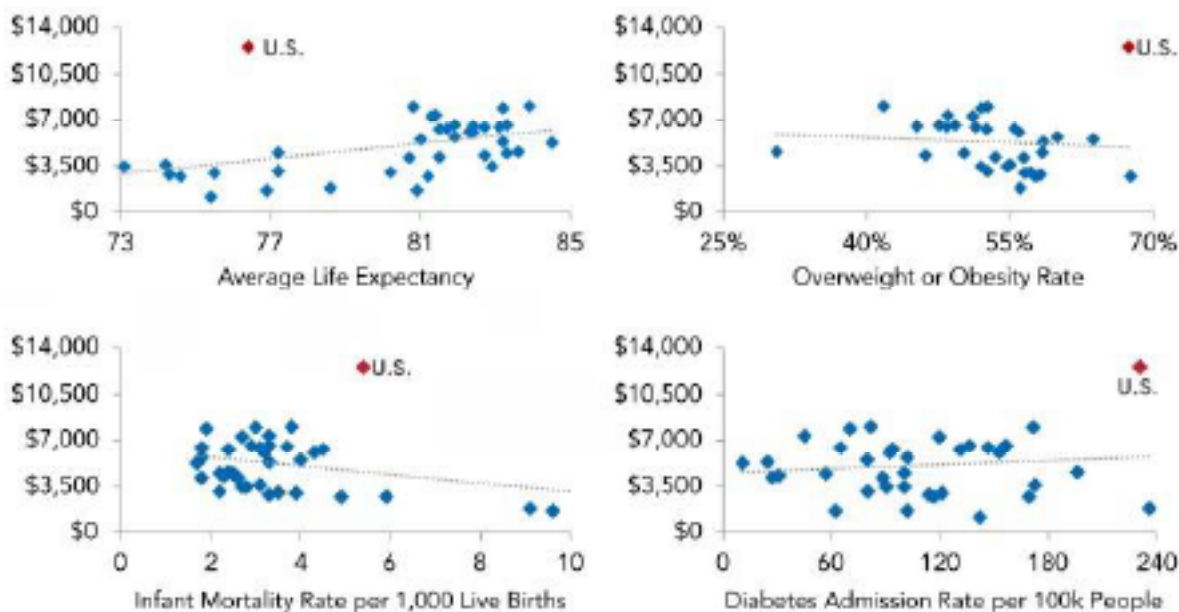 $14,000
$10,500
$7,000
$3,500
$0
U.S.
73 77 81 85
Average Life Expectancy
$14,000
$10,500
$7,000
$3,500
$0
U.S.
25% 40% 55% 70%
Overweight or Obesity Rate
$14,000
$10,500
$7,000
$3,500
$0
U.S.
0 2 4 6 8 10
Infant Mortality Rate per 1,000 Live Births
$14,000
$10,500
$7,000
$3,500
$0
U.S.
0 60 120 180 240
Diabetes Admission Rate per 100k People